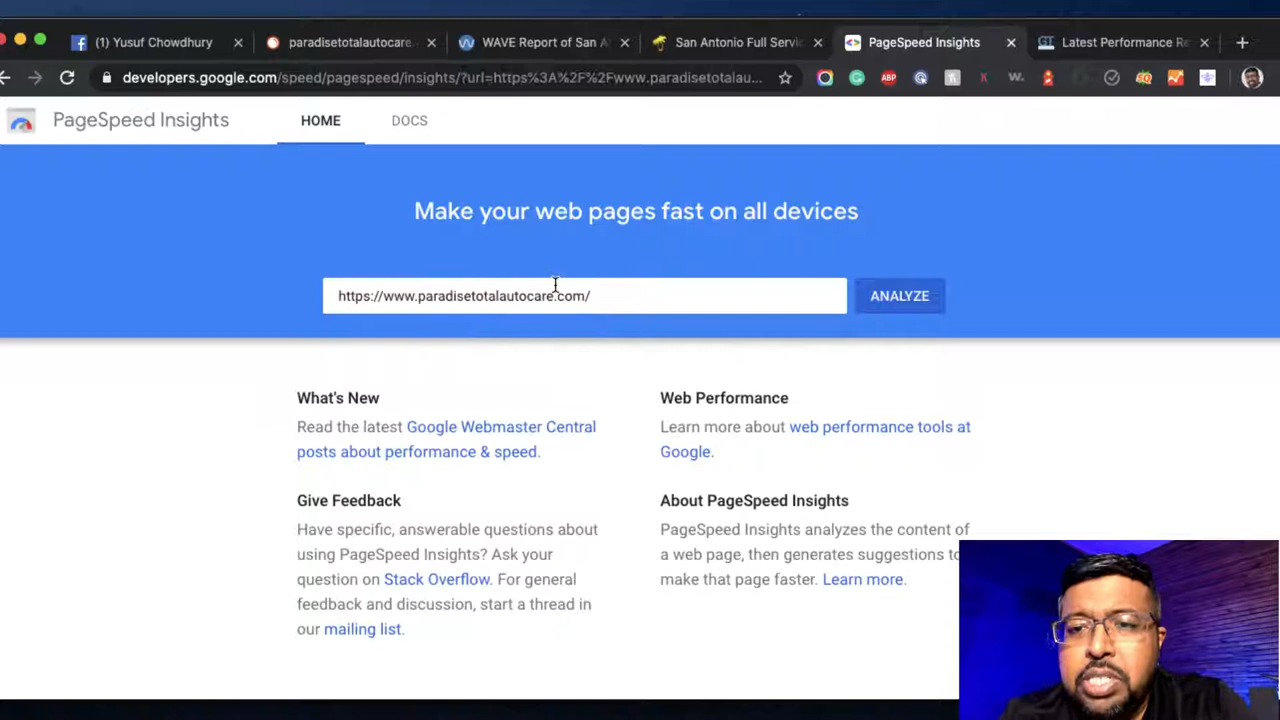 (1) Yusuf Chowdhury
paradisetotalautocare.
WAVE Report of San A
San Antonio Full Servic
PageSpeed Insights
Latest Performance Re
developers.google.com/speed/pagespeed/insights/?url=https%3A%2F%2Fwww.paradisetotalau...
ABP
PageSpeed Insights
HOME
DOCS
Make your web pages fast on all devices
https://www.paradisetotalautocare.com/
ANALYZE
What's New
Read the latest Google Webmaster Central
posts about performance & speed.
Web Performance
Learn more about web performance tools at
Google.
Give Feedback
Have specific, answerable questions about
using PageSpeed Insights? Ask your
question on Stack Overflow. For general
feedback and discussion, start a thread in
our mailing list.
About PageSpeed Insights
PageSpeed Insights analyzes the content of
a web page, then generates suggestions to
make that page faster. Learn more.